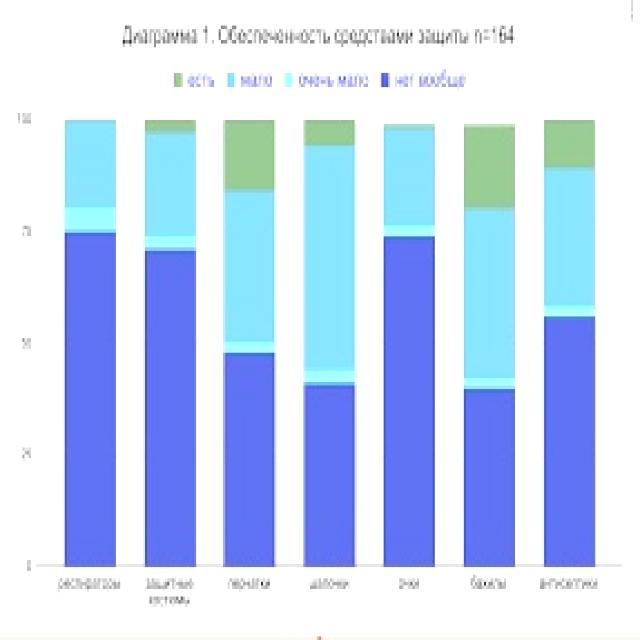 Диаграмма 1. Обеспеченность средствами защиты n=164
есть мало очень мало нет вообще
100
75
50
25
0
респираторы защитные костюмы перчатки шапочки очки бахилы антисептики